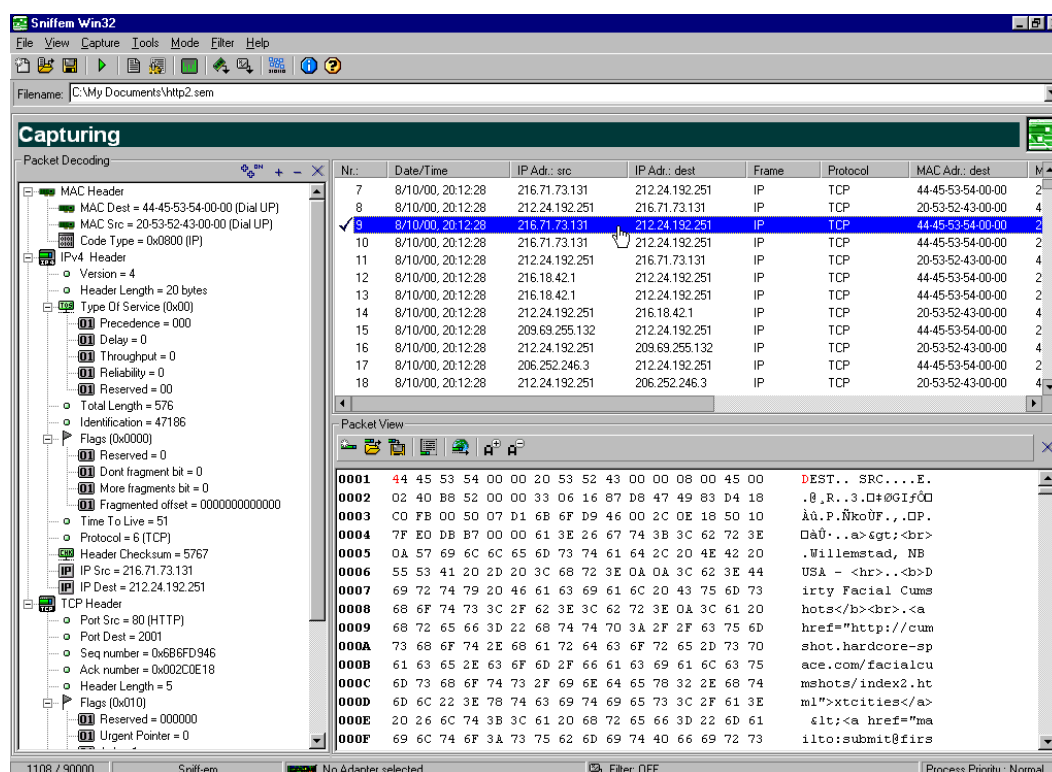 Sniffem Win32
File View Capture Tools Mode Filter Help
Filename: C:\My Documents\http2.sem
Capturing
Packet Decoding
MAC Header
MAC Dest = 44-45-53-54-00-00 (Dial UP)
MAC Src = 20-53-52-43-00-00 (Dial UP)
Code Type = 0x0800 (IP)
IPv4 Header
Version = 4
Header Length = 20 bytes
Type Of Service (0x00)
Precedence = 000
Delay = 0
Throughput = 0
Reliability = 0
Reserved = 00
Total Length = 576
Identification = 47186
Flags (0x0000)
Reserved = 0
Dont fragment bit = 0
More fragments bit = 0
Fragmented offset = 0000000000000
Time To Live = 51
Protocol = 6 (TCP)
Header Checksum = 5767
IP Src = 216.71.73.131
IP Dest = 212.24.192.251
TCP Header
Port Src = 80 (HTTP)
Port Dest = 2001
Seq number = 0x6B6FD946
Ack number = 0x002C0E18
Header Length = 5
Flags (0x010)
Reserved = 000000
Urgent Pointer = 0
Nr.: Date/Time IP Adr.: src IP Adr.: dest Frame Protocol MAC Adr.: dest M
7 8/10/00, 20:12:28 216.71.73.131 212.24.192.251 IP TCP 44-45-53-54-00-00 2
8 8/10/00, 20:12:28 212.24.192.251 216.71.73.131 IP TCP 20-53-52-43-00-00 4
9 8/10/00, 20:12:28 216.71.73.131 212.24.192.251 IP TCP 44-45-53-54-00-00 2
10 8/10/00, 20:12:28 216.71.73.131 212.24.192.251 IP TCP 44-45-53-54-00-00 2
11 8/10/00, 20:12:28 212.24.192.251 216.71.73.131 IP TCP 20-53-52-43-00-00 4
12 8/10/00, 20:12:28 216.18.42.1 212.24.192.251 IP TCP 44-45-53-54-00-00 2
13 8/10/00, 20:12:28 216.18.42.1 212.24.192.251 IP TCP 44-45-53-54-00-00 2
14 8/10/00, 20:12:28 212.24.192.251 216.18.42.1 IP TCP 20-53-52-43-00-00 4
15 8/10/00, 20:12:28 209.69.255.132 212.24.192.251 IP TCP 44-45-53-54-00-00 2
16 8/10/00, 20:12:28 212.24.192.251 209.69.255.132 IP TCP 20-53-52-43-00-00 4
17 8/10/00, 20:12:28 206.252.246.3 212.24.192.251 IP TCP 44-45-53-54-00-00 2
18 8/10/00, 20:12:28 212.24.192.251 206.252.246.3 IP TCP 20-53-52-43-00-00 4
Packet View
0001 44 45 53 54 00 00 20 53 52 43 00 00 08 00 45 00 DEST.. SRC....E.
0002 02 40 B8 52 00 00 33 06 16 87 D8 47 49 83 D4 18 .@¸R..3.□‡ØGIƒÔ□
0003 C0 FB 00 50 07 D1 6B 6F D9 46 00 2C 0E 18 50 10 Àû.P.ÑkoÙF.,.□P.
0004 7F E0 DB B7 00 00 61 3E 26 67 74 3B 3C 62 72 3E □àÛ·..a>&gt;<br>
0005 0A 57 69 6C 6C 65 6D 73 74 61 64 2C 20 4E 42 20 .Willemstad, NB
0006 55 53 41 20 2D 20 3C 68 72 3E 0A 0A 3C 62 3E 44 USA - <hr>..<b>D
0007 69 72 74 79 20 46 61 63 69 61 6C 20 43 75 6D 73 irty Facial Cums
0008 68 6F 74 73 3C 2F 62 3E 3C 62 72 3E 0A 3C 61 20 hots</b><br>.<a
0009 68 72 65 66 3D 22 68 74 74 70 3A 2F 2F 63 75 6D href="http://cum
000A 73 68 6F 74 2E 68 61 72 64 63 6F 72 65 2D 73 70 shot.hardcore-sp
000B 61 63 65 2E 63 6F 6D 2F 66 61 63 69 61 6C 63 75 ace.com/facialcu
000C 6D 73 68 6F 74 73 2F 69 6E 64 65 78 32 2E 68 74 mshots/index2.ht
000D 6D 6C 22 3E 78 74 63 69 74 69 65 73 3C 2F 61 3E ml">xtcities</a>
000E 20 26 6C 74 3B 3C 61 20 68 72 65 66 3D 22 6D 61 &lt;<a href="ma
000F 69 6C 74 6F 3A 73 75 62 6D 69 74 40 66 69 72 73 ilto:submit@firs
1108 / 90000 Sniff-em No Adapter selected Filter: OFF Process Priority : Normal